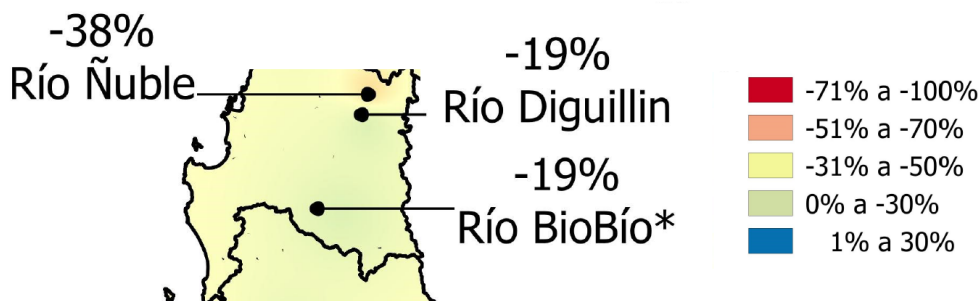 -38%
Río Ñuble
-19%
Río Diguillin
-19%
Río BioBío*
-71% a -100%
-51% a -70%
-31% a -50%
0% a -30%
1% a 30%